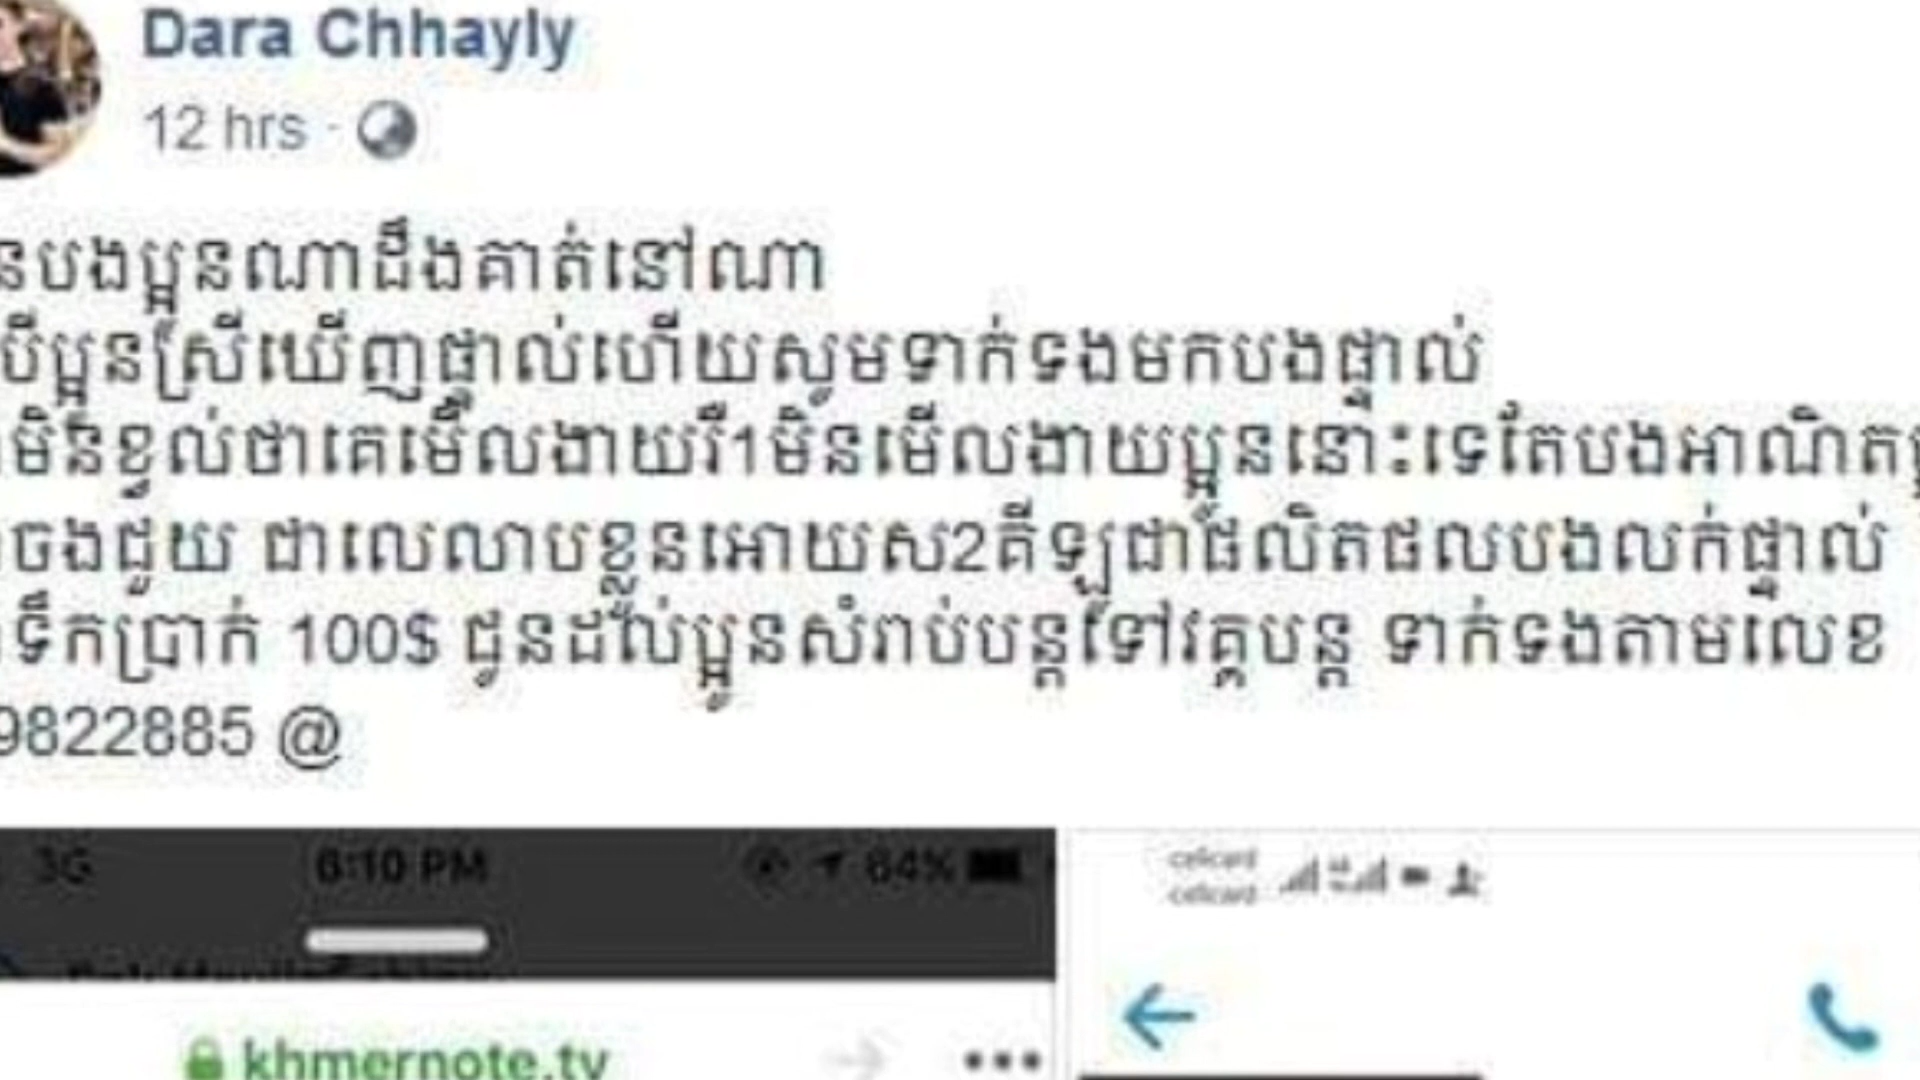 Dara Chhayly
12 hrs ·
បងប្អូនណាដឹងគាត់នៅណា
បើប្អូនស្រីឃើញផ្ទាល់ហើយសូមទាក់ទងមកបងផ្ទាល់
មិនខ្វល់ថាគេមើលងាយរឺ1មិនមើលងាយប្អូននោះទេតែបងអាណិត
ចងជួយ ជាលេលាបខ្លួនអោយស2គីឡូជាផលិតផលបងលក់ផ្ទាល់
ទឹកប្រាក់ 100$ ជូនដល់ប្អូនសំរាប់បន្តទៅវគ្គបន្ត ទាក់ទងតាមលេខ
9822885 @
3G 6:10 PM 64%
cellcard
cellcard
khmernote.tv